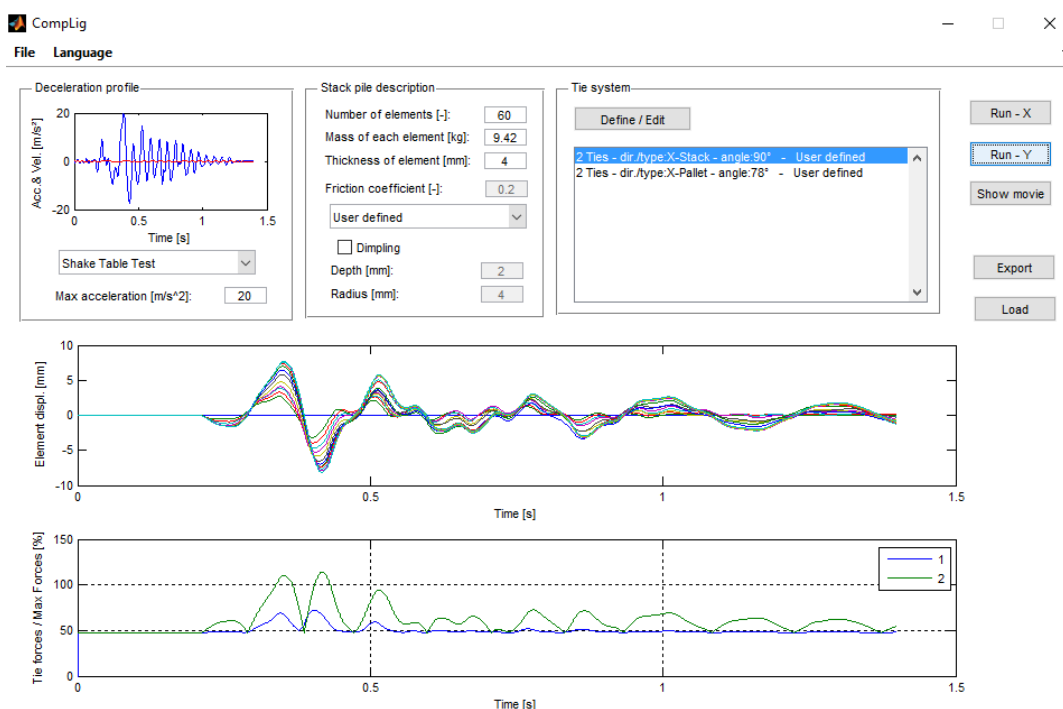 CompLig
File Language
Deceleration profile
20
0
-20
Acc.& Vel. [m/s²]
0 0.5 1 1.5
Time [s]
Shake Table Test
Max acceleration [m/s^2]: 20
Stack pile description
Number of elements [-]: 60
Mass of each element [kg]: 9.42
Thickness of element [mm]: 4
Friction coefficient [-]: 0.2
User defined
Dimpling
Depth [mm]: 2
Radius [mm]: 4
Tie system
Define / Edit
2 Ties - dir./type:X-Stack - angle:90° - User defined
2 Ties - dir./type:X-Pallet - angle:78° - User defined
Run - X
Run - Y
Show movie
Export
Load
10
5
0
-5
-10
Element displ. [mm]
0 0.5 1 1.5
Time [s]
150
100
50
0
Tie forces / Max Forces [%]
1
2
0 0.5 1 1.5
Time [s]